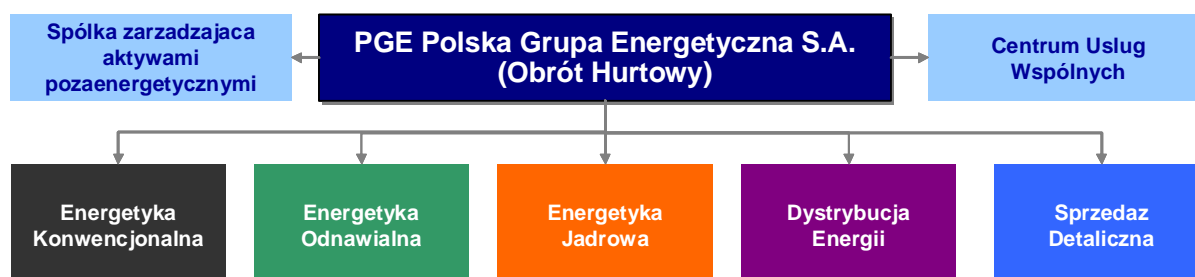 Spólka zarzadzajaca
aktywami
pozaenergetycznymi
PGE Polska Grupa Energetyczna S.A.
(Obrót Hurtowy)
Centrum Uslug
Wspólnych
Energetyka
Konwencjonalna
Energetyka
Odnawialna
Energetyka
Jadrowa
Dystrybucja
Energii
Sprzedaz
Detaliczna